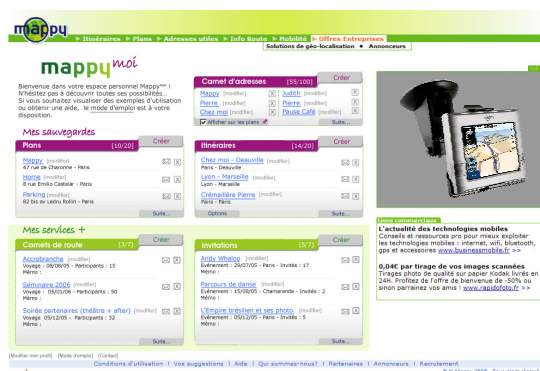 mappy
Itinéraires Plans Adresses utiles Info Route Mobilité Offres Entreprises
Solutions de géo-localisation • Annonceurs
mappy moi
Bienvenue dans votre espace personnel Mappy moi !
N'hésitez pas à découvrir toutes ses possibilités...
Si vous souhaitez visualiser des exemples d'utilisation
ou obtenir une aide, le mode d'emploi est à votre
disposition.
Carnet d'adresses [55/100] Créer
Mappy [modifier] X Judith [modifier] X
Pierre [modifier] X Pierre [modifier] X
Chez moi [modifier] X Pause Café [modifier] X
Afficher sur les plans Suite...
Mes sauvegardes
Plans [10/20] Créer
Mappy [modifier] X
47 rue de Charonne - Paris
Home [modifier] X
6 rue Emilio Castelar - Paris
Parking [modifier] X
82 bis av Ledru Rollin - Paris
Suite...
Itinéraires [14/20] Créer
Chez moi - Deauville [modifier] X
Paris - Deauville
Lyon - Marseille [modifier] X
Lyon - Marseille
Crémaillère Pierre [modifier] X
Paris - Paris
Options Suite...
Mes services +
Carnets de route [3/7] Créer
Accrobranche [modifier] X
Voyage : 08/08/05 - Participants : 15
Mémo :
Séminaire 2006 [modifier] X
Voyage : 05/01/06 - Participants : 50
Mémo :
Soirée partenaires (théâtre + after) [modifier] X
Voyage 05/12/05 - Participants : 32
Mémo :
Suite...
Invitations [5/7] Créer
Andy Whaloo [modifier] X
Événement : 29/07/05 - Paris - Invités : 17
Mémo :
Parcours de danse [modifier] X
Événement : 15/08/05 - Chamarande - Invités : 2
Mémo :
L'Empire brésilien et ses photo. [modifier] X
Événement : 05/12/05 - Paris - Invités : 5
Mémo :
Suite...
Liens commerciaux
L'actualité des technologies mobiles
Conseils et ressources pro pour mieux exploiter
les technologies mobiles : internet, wifi, bluetooth,
gps et accessoires www.businessmobile.fr >>
0,04€ par tirage de vos images scannées
Tirages photo de qualité sur papier Kodak livrés en
24H. Profitez de l'offre de bienvenue de -50% ou
sinon parrainez vos amis ! www.rapidofoto.fr >>
[Modifier mon profil] [Mode d'emploi] [Contact]
Conditions d'utilisation I Vos suggestions I Aide I Qui sommes-nous? I Partenaires I Annonceurs I Recrutement